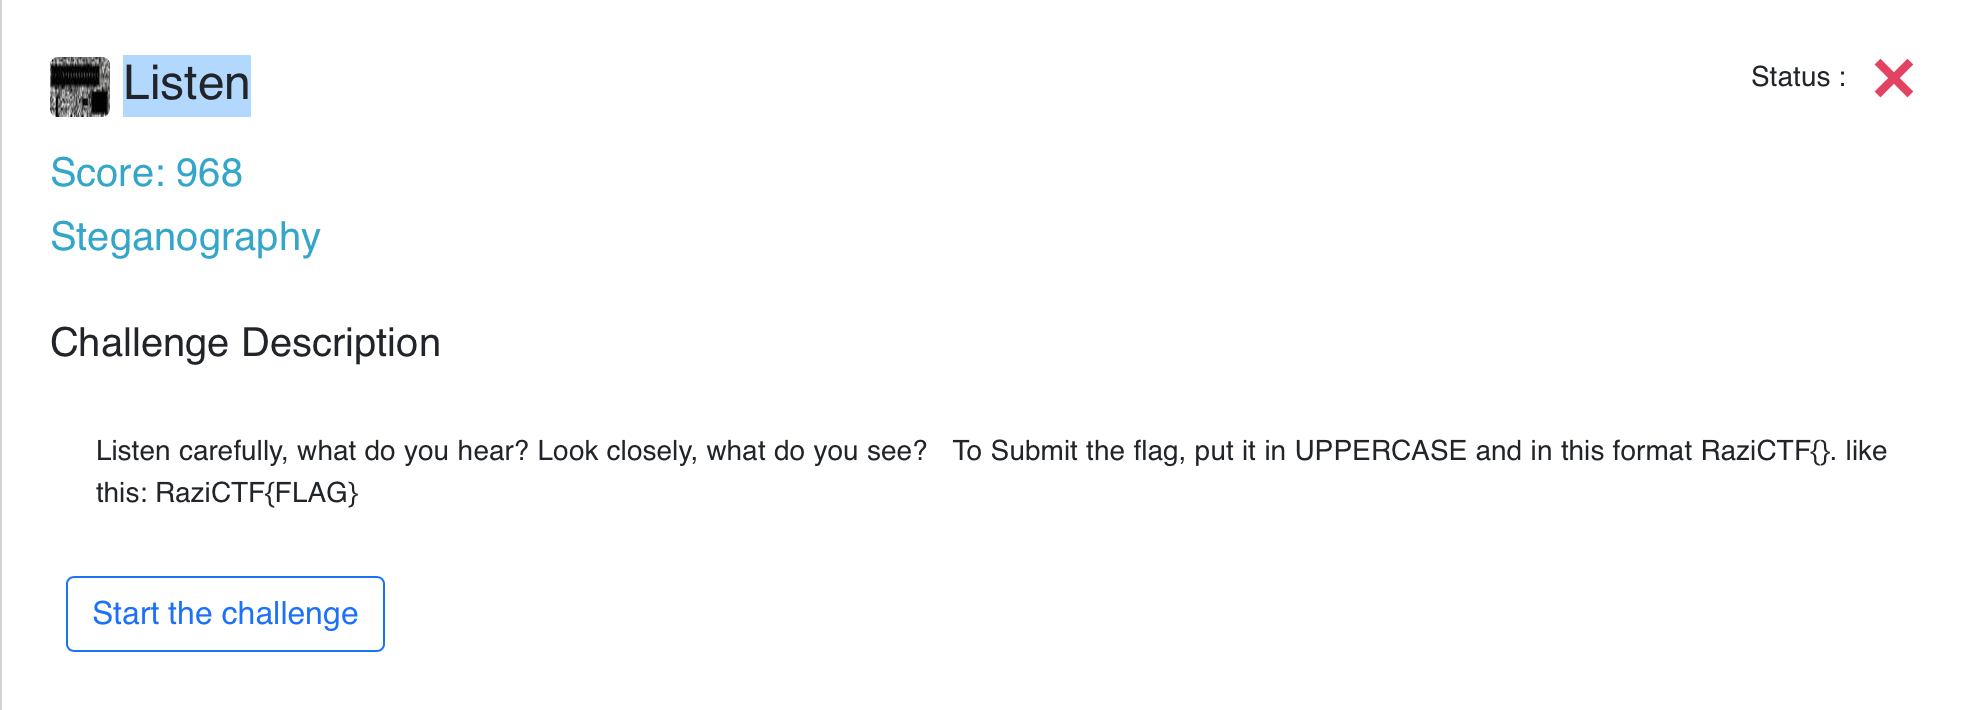 Listen
Status :
Score: 968
Steganography
Challenge Description
Listen carefully, what do you hear? Look closely, what do you see?   To Submit the flag, put it in UPPERCASE and in this format RaziCTF{}. like
this: RaziCTF{FLAG}
Start the challenge